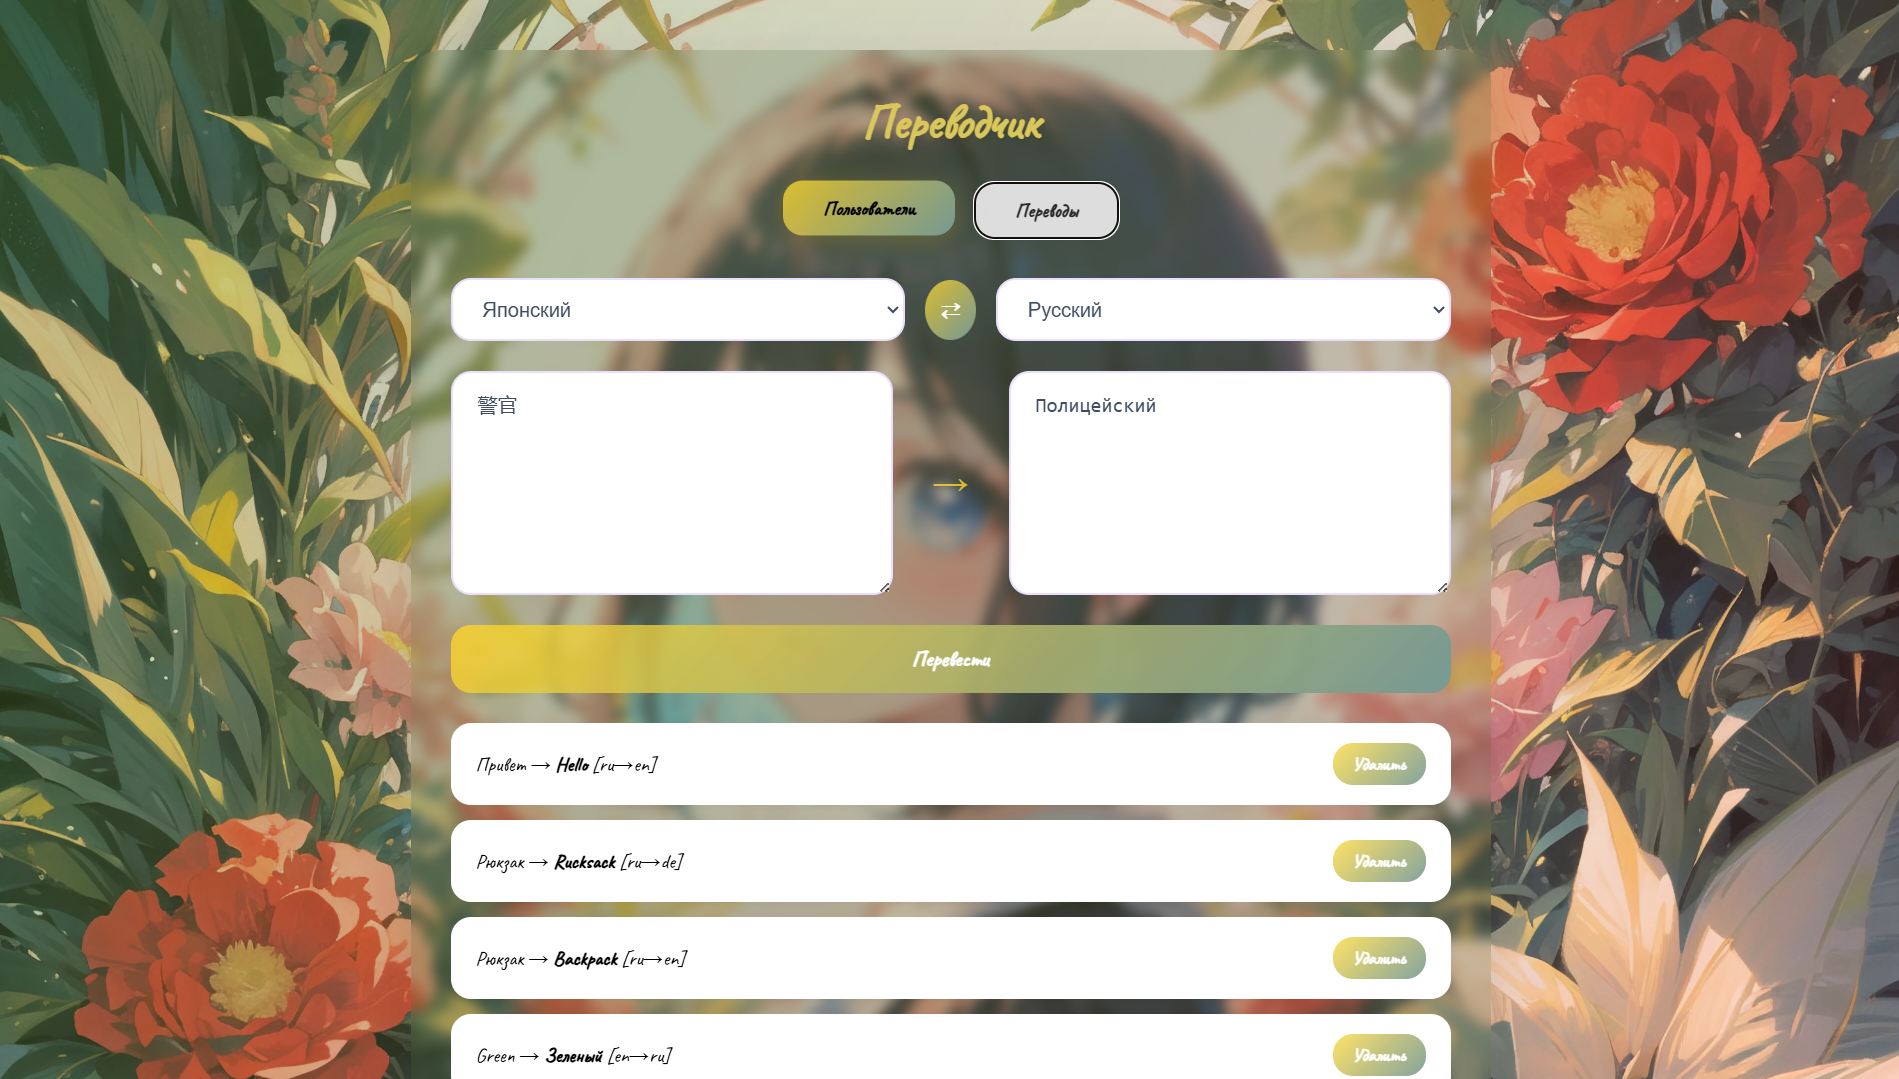 Переводчик
Пользователи Переводы
Японский ⇄ Русский
警官 → Полицейский
Перевести
Привет → Hello [ru→en] Удалить
Рюкзак → Rucksack [ru→de] Удалить
Рюкзак → Backpack [ru→en] Удалить
Green → Зеленый [en→ru] Удалить